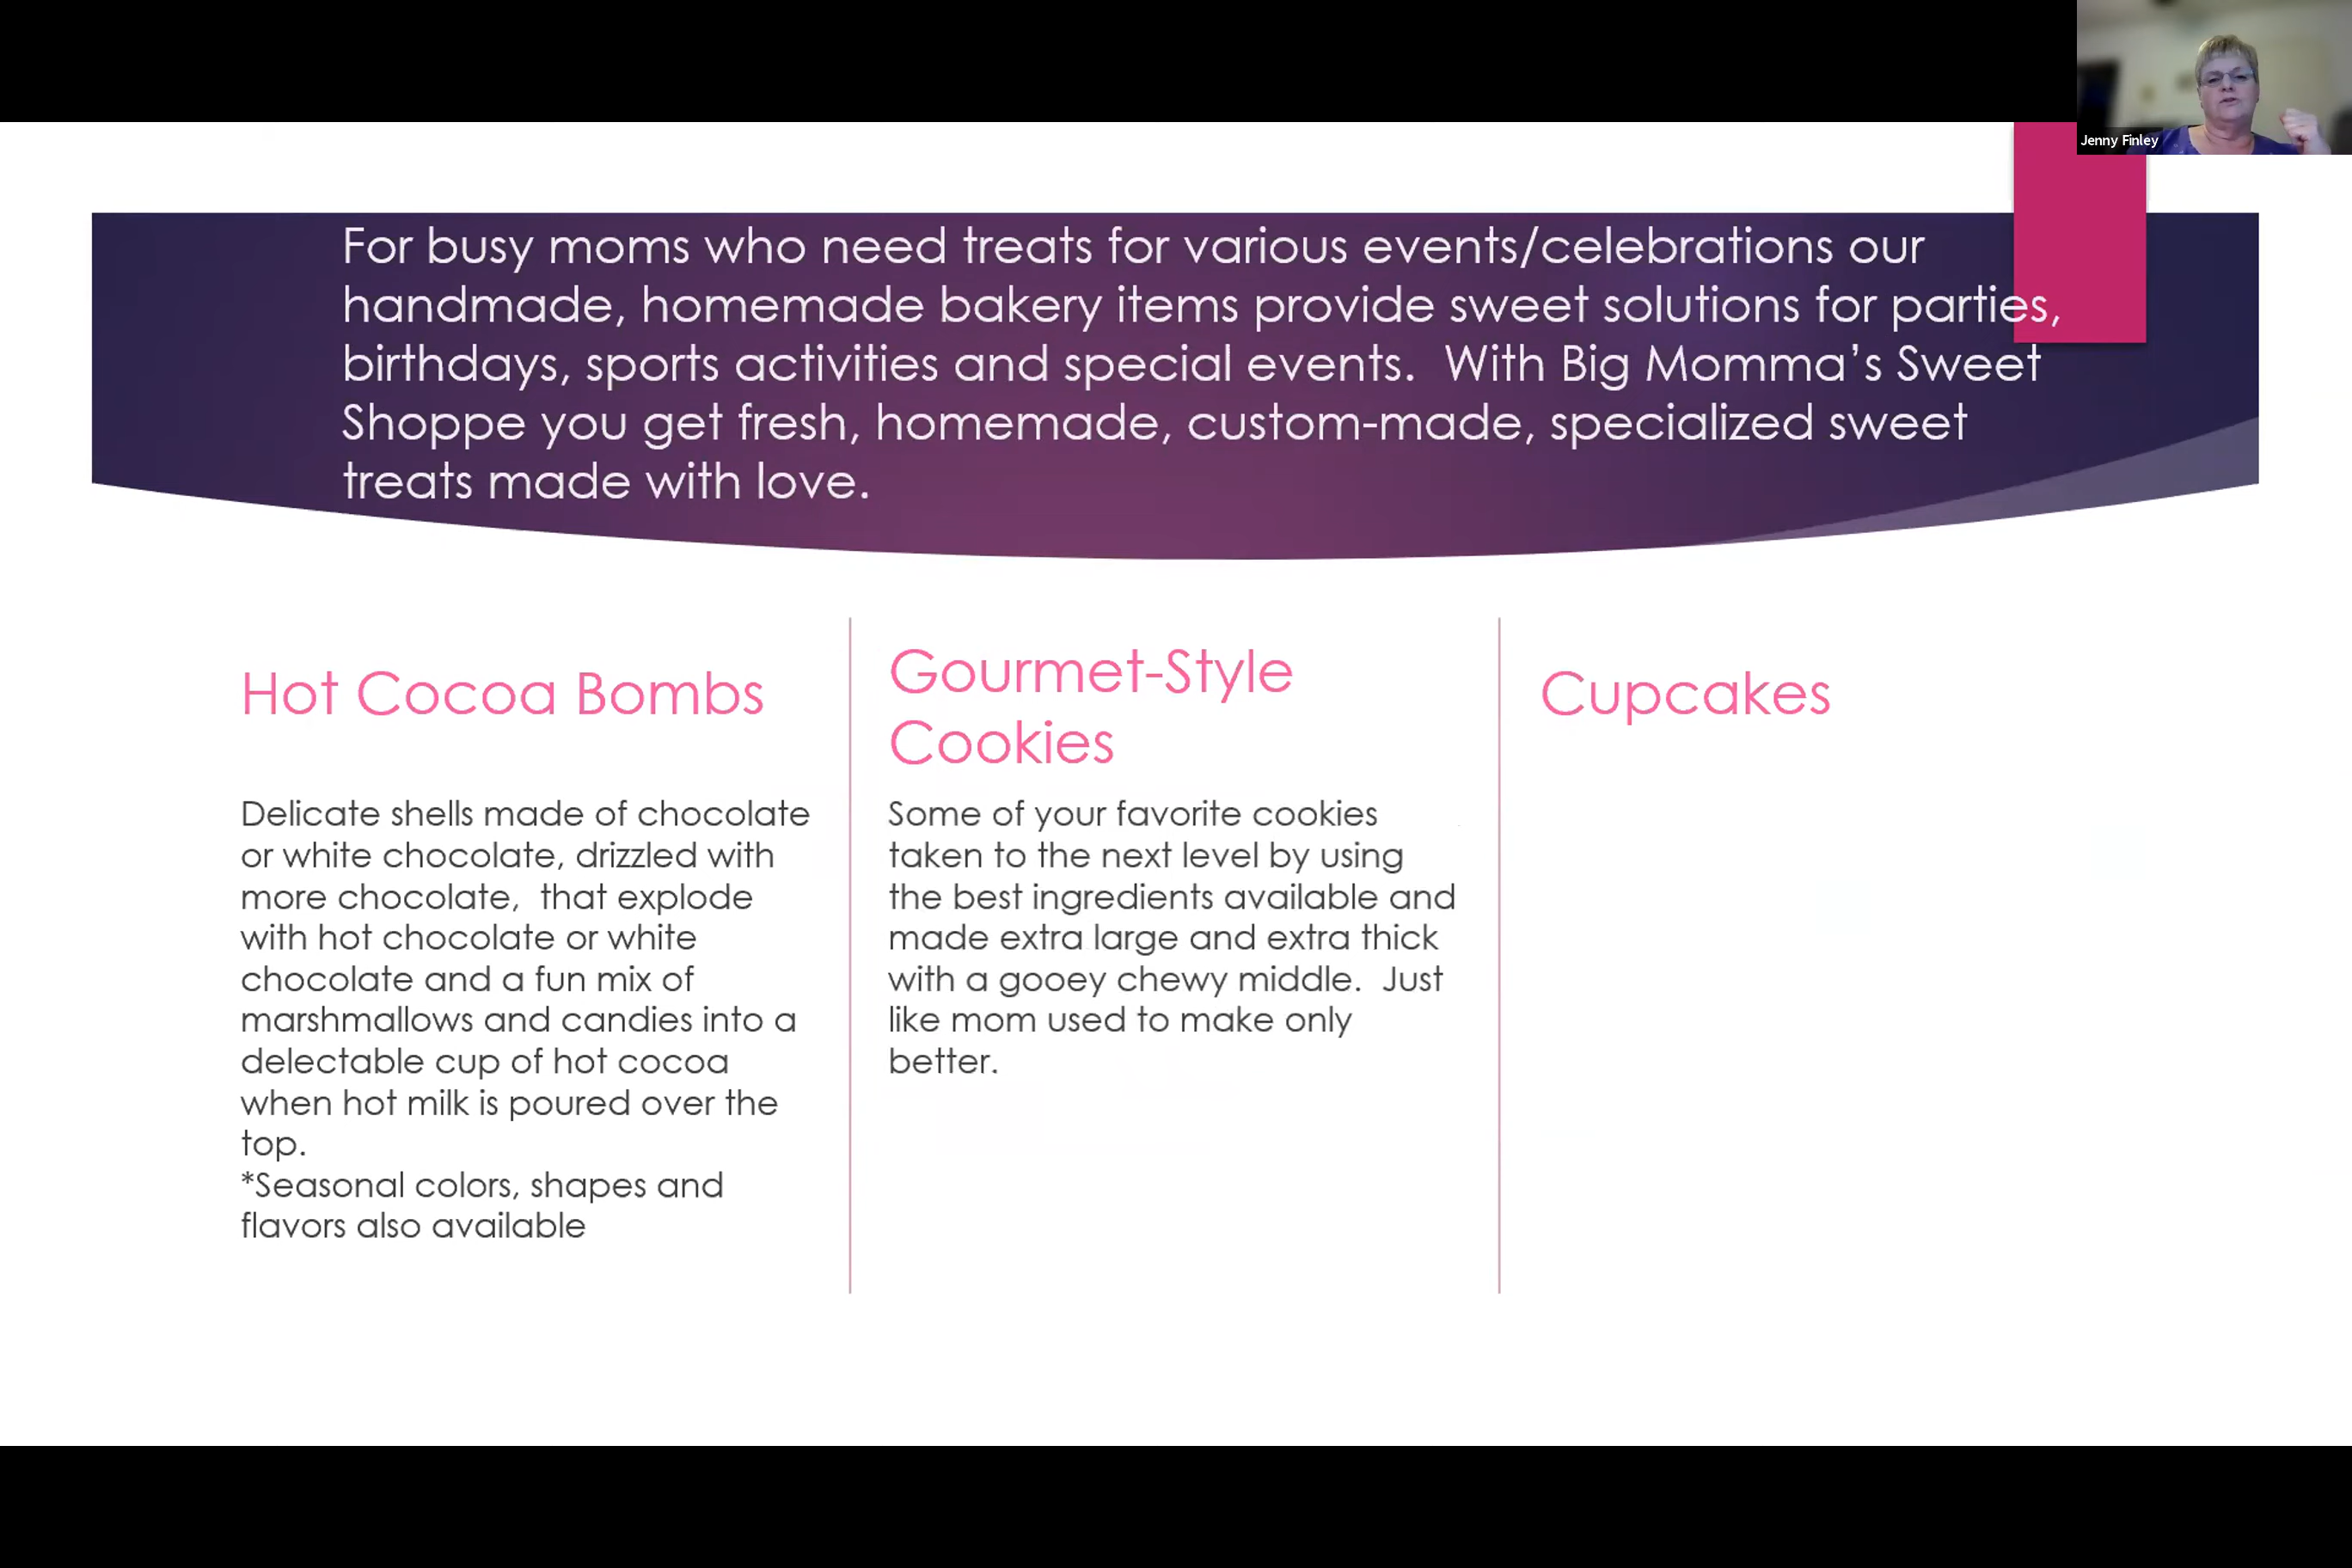 Jenny Finley
For busy moms who need treats for various events/celebrations our
handmade, homemade bakery items provide sweet solutions for parties,
birthdays, sports activities and special events.  With Big Momma’s Sweet
Shoppe you get fresh, homemade, custom-made, specialized sweet
treats made with love.
Hot Cocoa Bombs
Delicate shells made of chocolate
or white chocolate, drizzled with
more chocolate,  that explode
with hot chocolate or white
chocolate and a fun mix of
marshmallows and candies into a
delectable cup of hot cocoa
when hot milk is poured over the
top.
*Seasonal colors, shapes and
flavors also available
Gourmet-Style
Cookies
Some of your favorite cookies
taken to the next level by using
the best ingredients available and
made extra large and extra thick
with a gooey chewy middle.  Just
like mom used to make only
better.
Cupcakes